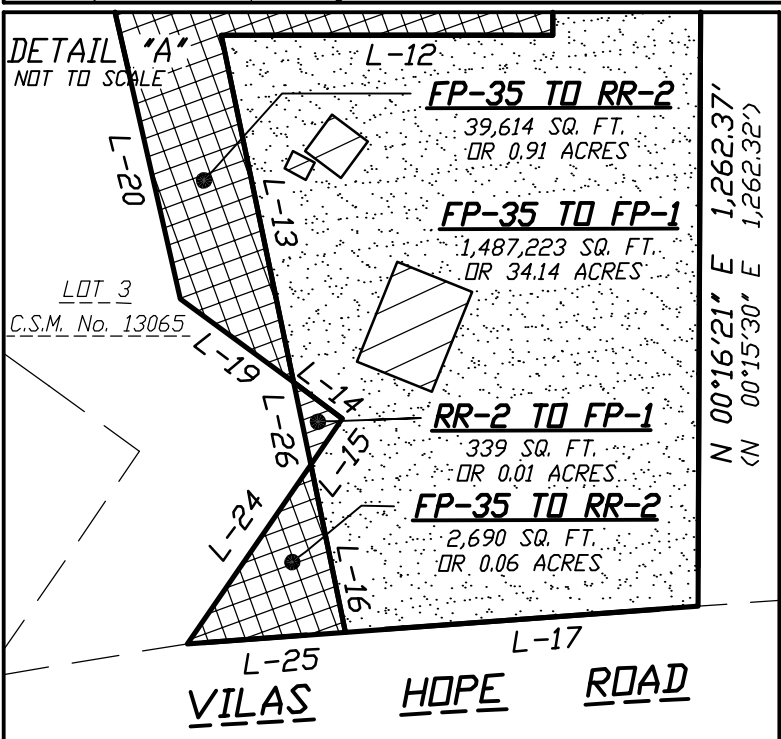 DETAIL "A"
NOT TO SCALE
L-12
FP-35 TO RR-2
39,614 SQ. FT.
OR 0.91 ACRES
L-20
L-13
FP-35 TO FP-1
1,487,223 SQ. FT.
OR 34.14 ACRES
N 00°16'21" E 1,262.37'
(N 00°15'30" E 1,262.32')
LOT 3
C.S.M. No. 13065
L-19
L-14
L-26
L-15
RR-2 TO FP-1
339 SQ. FT.
OR 0.01 ACRES
FP-35 TO RR-2
2,690 SQ. FT.
OR 0.06 ACRES
L-24
L-16
L-17
L-25
VILAS HOPE ROAD